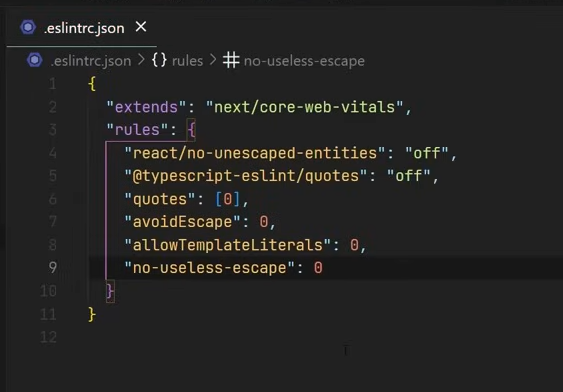 .eslintrc.json ×
.eslintrc.json > {} rules > # no-useless-escape
1 {
2 "extends": "next/core-web-vitals",
3 "rules": {
4 "react/no-unescaped-entities": "off",
5 "@typescript-eslint/quotes": "off",
6 "quotes": [0],
7 "avoidEscape": 0,
8 "allowTemplateLiterals": 0,
9 "no-useless-escape": 0
10 }
11 }
12